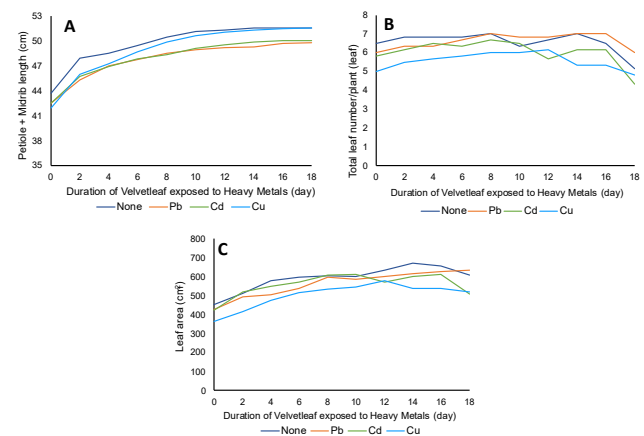 A
Petiole + Midrib length (cm)
53
50
47
44
41
38
35
0 2 4 6 8 10 12 14 16 18
Duration of Velvetleaf exposed to Heavy Metals (day)
None Pb Cd Cu
B
Total leaf number/plant (leaf)
8
7
6
5
4
3
2
1
0
0 2 4 6 8 10 12 14 16 18
Duration of Velvetleaf exposed to Heavy Metals (day)
None Pb Cd Cu
C
Leaf area (cm²)
800
700
600
500
400
300
200
100
0
0 2 4 6 8 10 12 14 16 18
Duration of Velvetleaf exposed to Heavy Metals (day)
None Pb Cd Cu